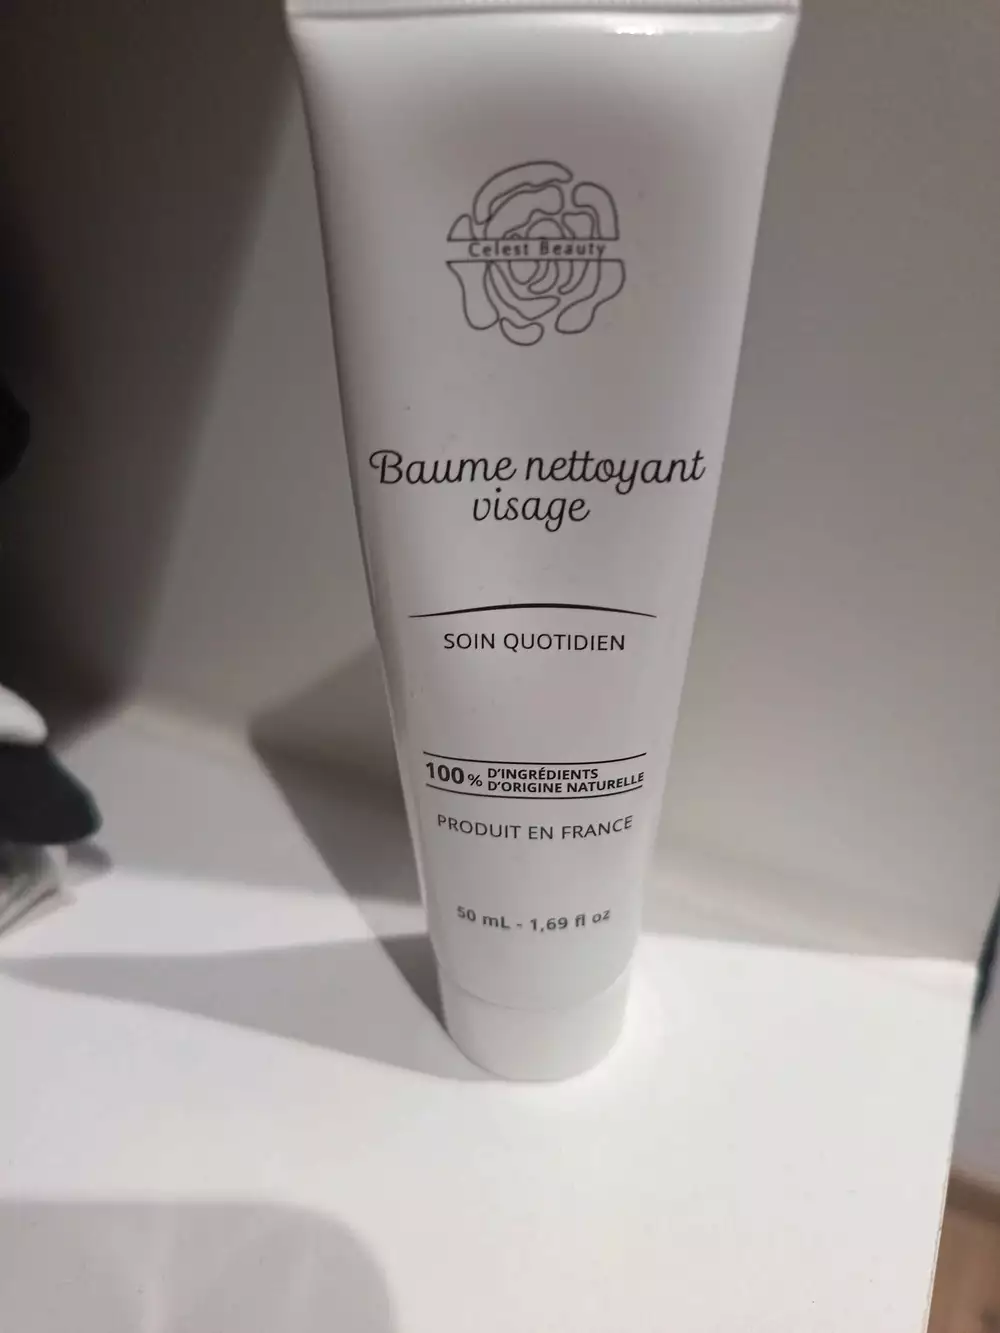 Celest Beauty
Baume nettoyant
visage
SOIN QUOTIDIEN
100% D'INGRÉDIENTS
D'ORIGINE NATURELLE
PRODUIT EN FRANCE
50 mL - 1,69 fl oz